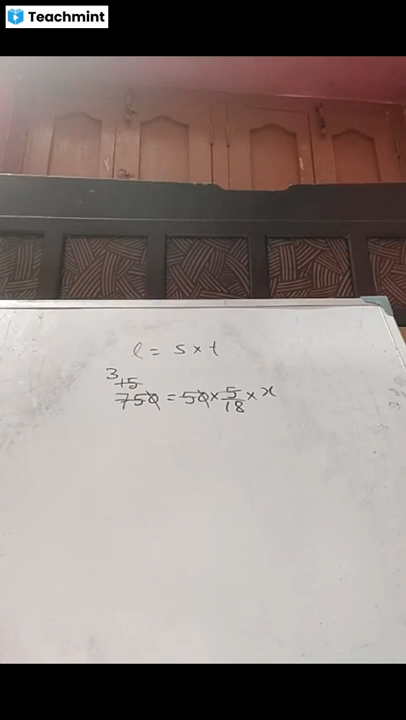 Teachmint
l = s × t
3
15
750 = 50 × 5/18 × x